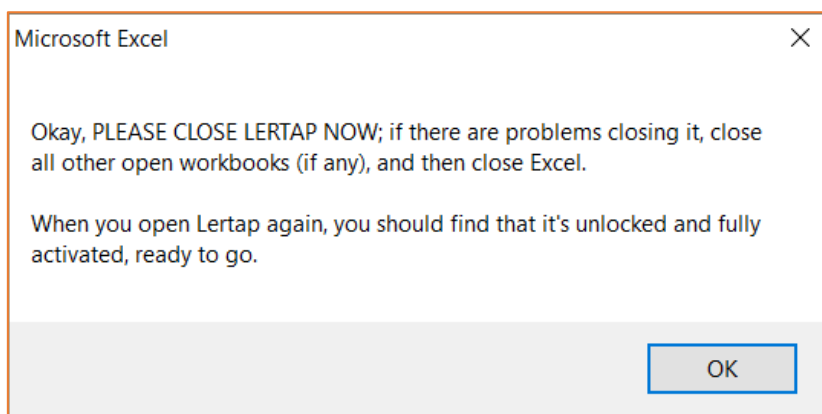 Microsoft Excel
Okay, PLEASE CLOSE LERTAP NOW; if there are problems closing it, close
all other open workbooks (if any), and then close Excel.
When you open Lertap again, you should find that it's unlocked and fully
activated, ready to go.
OK